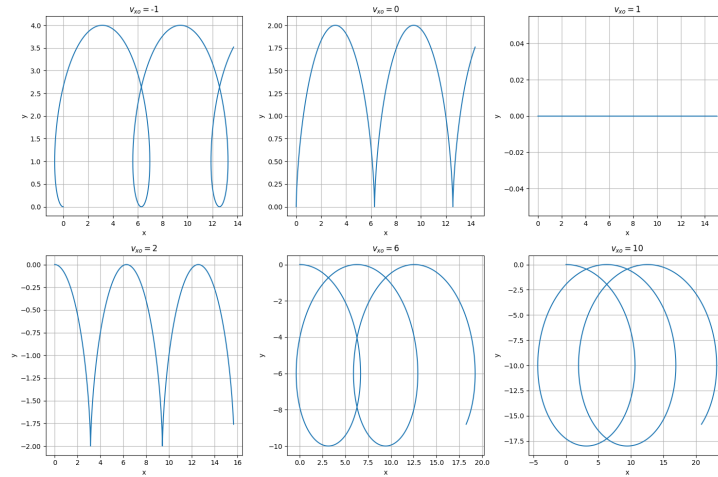 v_{xo} = -1
4.0
3.5
3.0
2.5
2.0
1.5
1.0
0.5
0.0
y
0 2 4 6 8 10 12 14
x
v_{xo} = 0
2.00
1.75
1.50
1.25
1.00
0.75
0.50
0.25
0.00
y
0 2 4 6 8 10 12 14
x
v_{xo} = 1
0.04
0.02
0.00
−0.02
−0.04
y
0 2 4 6 8 10 12 14
x
v_{xo} = 2
0.00
−0.25
−0.50
−0.75
−1.00
−1.25
−1.50
−1.75
−2.00
y
0 2 4 6 8 10 12 14 16
x
v_{xo} = 6
0
−2
−4
−6
−8
−10
y
0.0 2.5 5.0 7.5 10.0 12.5 15.0 17.5 20.0
x
v_{xo} = 10
0.0
−2.5
−5.0
−7.5
−10.0
−12.5
−15.0
−17.5
y
−5 0 5 10 15 20
x